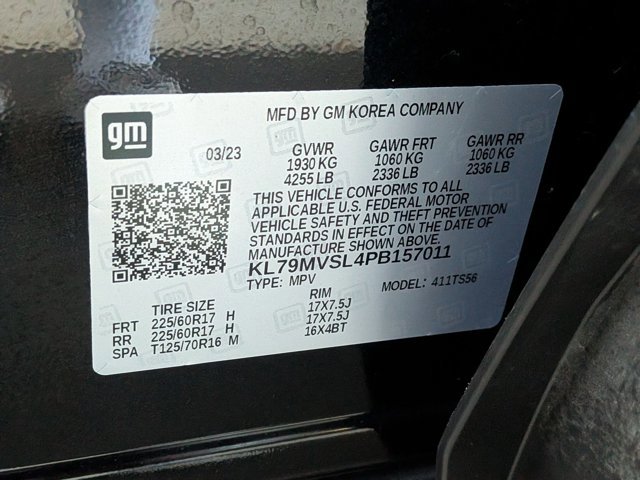 gm
MFD BY GM KOREA COMPANY
03/23 GVWR GAWR FRT GAWR RR
1930 KG 1060 KG 1060 KG
4255 LB 2336 LB 2336 LB
THIS VEHICLE CONFORMS TO ALL
APPLICABLE U.S. FEDERAL MOTOR
VEHICLE SAFETY AND THEFT PREVENTION
STANDARDS IN EFFECT ON THE DATE OF
MANUFACTURE SHOWN ABOVE.
KL79MVSL4PB157011
TYPE: MPV MODEL: 411TS56
TIRE SIZE RIM
FRT 225/60R17 H 17X7.5J
RR 225/60R17 H 17X7.5J
SPA T125/70R16 M 16X4BT